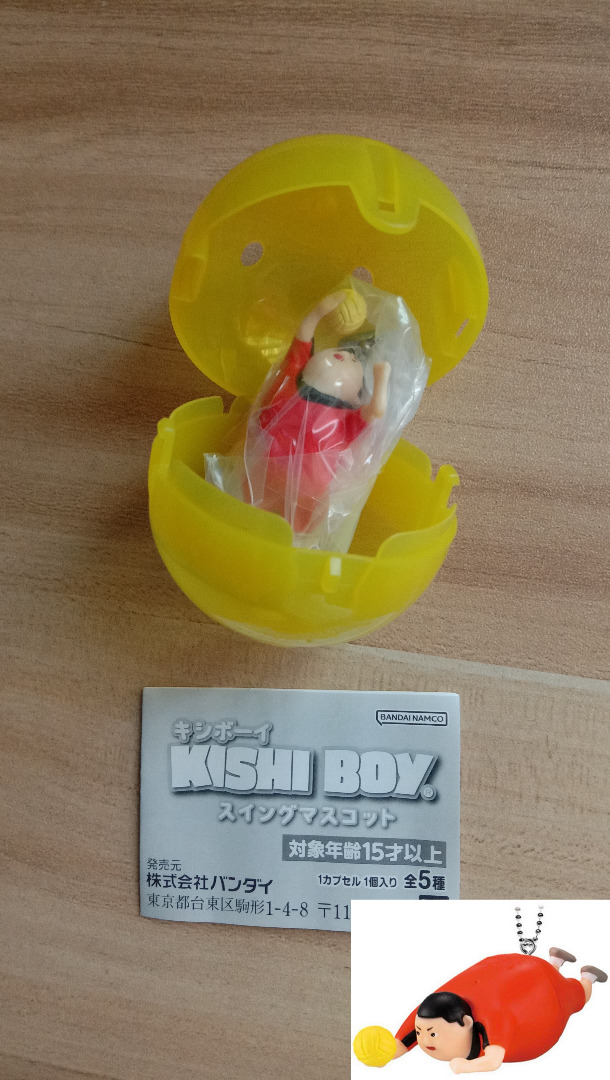 BANDAI NAMCO
キシボーイ
KISHI BOY®
スイングマスコット
対象年齢15才以上
発売元
株式会社バンダイ
1カプセル1個入り 全5種
東京都台東区駒形1-4-8 〒11